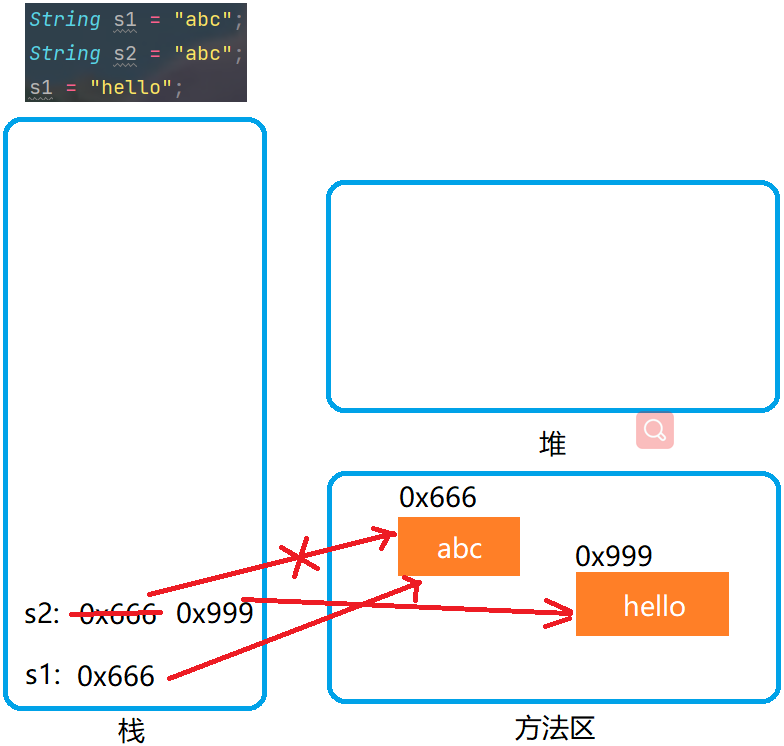 String s1 = "abc";
String s2 = "abc";
s1 = "hello";
堆
0x666
abc
0x999
hello
s2: 0x666 0x999
s1: 0x666
栈
方法区